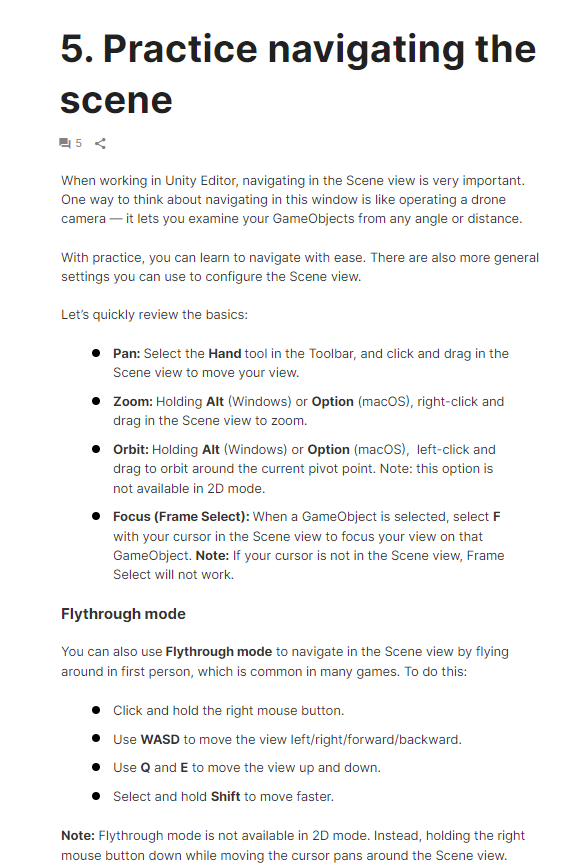 5. Practice navigating the
scene
5
When working in Unity Editor, navigating in the Scene view is very important.
One way to think about navigating in this window is like operating a drone
camera — it lets you examine your GameObjects from any angle or distance.
With practice, you can learn to navigate with ease. There are also more general
settings you can use to configure the Scene view.
Let's quickly review the basics:
Pan: Select the Hand tool in the Toolbar, and click and drag in the
Scene view to move your view.
Zoom: Holding Alt (Windows) or Option (macOS), right-click and
drag in the Scene view to zoom.
Orbit: Holding Alt (Windows) or Option (macOS),  left-click and
drag to orbit around the current pivot point. Note: this option is
not available in 2D mode.
Focus (Frame Select): When a GameObject is selected, select F
with your cursor in the Scene view to focus your view on that
GameObject. Note: If your cursor is not in the Scene view, Frame
Select will not work.
Flythrough mode
You can also use Flythrough mode to navigate in the Scene view by flying
around in first person, which is common in many games. To do this:
Click and hold the right mouse button.
Use WASD to move the view left/right/forward/backward.
Use Q and E to move the view up and down.
Select and hold Shift to move faster.
Note: Flythrough mode is not available in 2D mode. Instead, holding the right
mouse button down while moving the cursor pans around the Scene view.